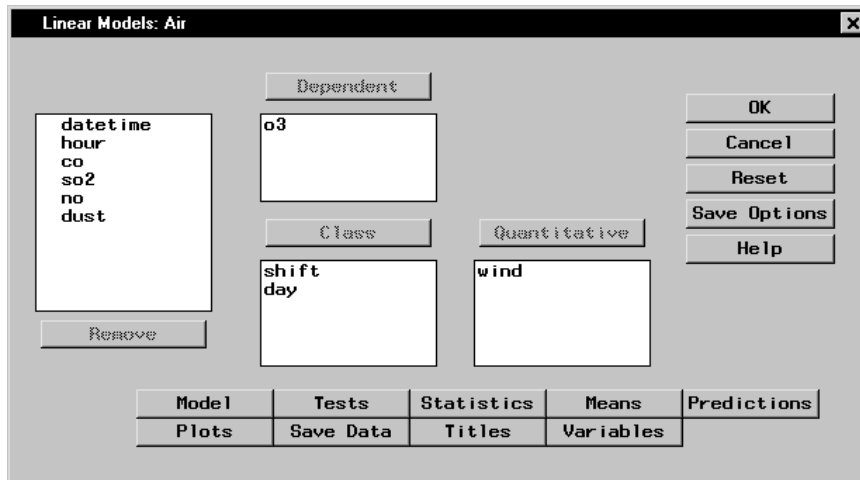 Linear Models: Air
Dependent
datetime
hour
co
so2
no
dust
o3
OK
Cancel
Reset
Save Options
Help
Class
Quantitative
shift
day
wind
Remove
Model Tests Statistics Means Predictions
Plots Save Data Titles Variables